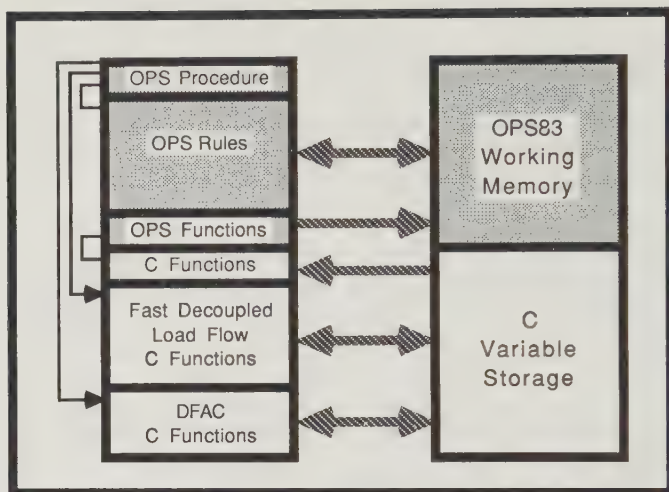 OPS Procedure
OPS Rules
OPS Functions
C Functions
Fast Decoupled
Load Flow
C Functions
DFAC
C Functions
OPS83
Working
Memory
C
Variable
Storage